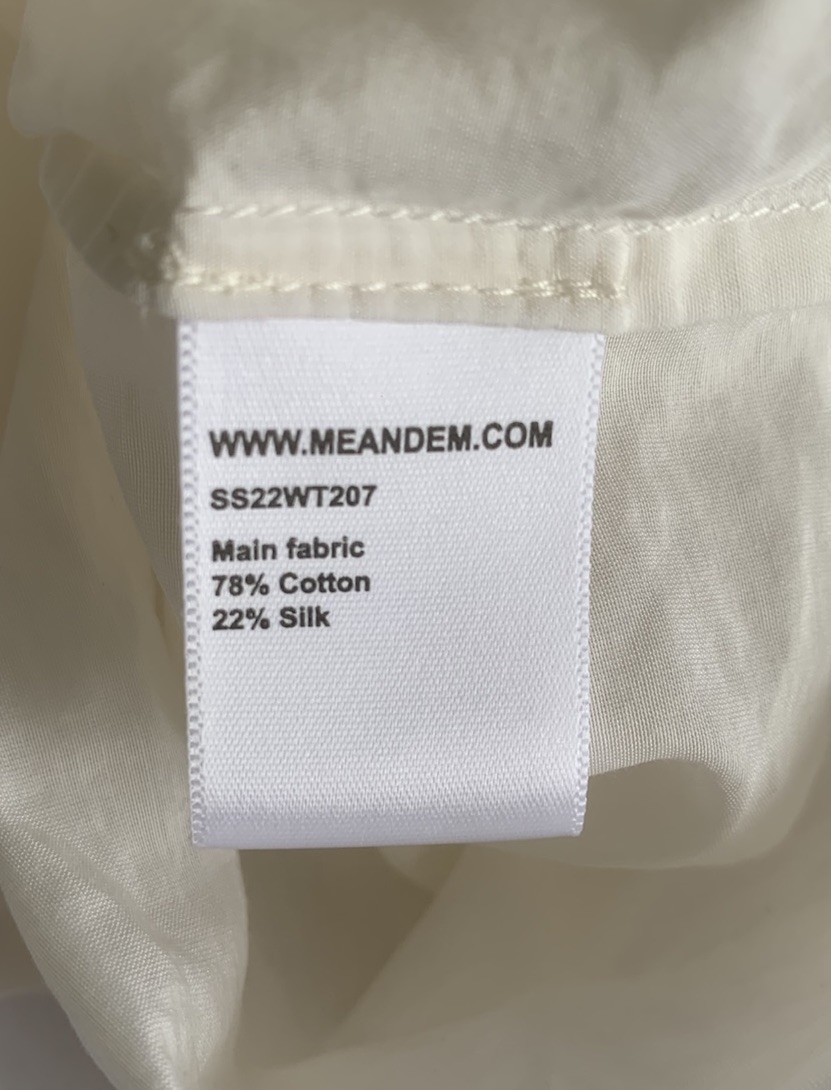 WWW.MEANDEM.COM
SS22WT207
Main fabric
78% Cotton
22% Silk